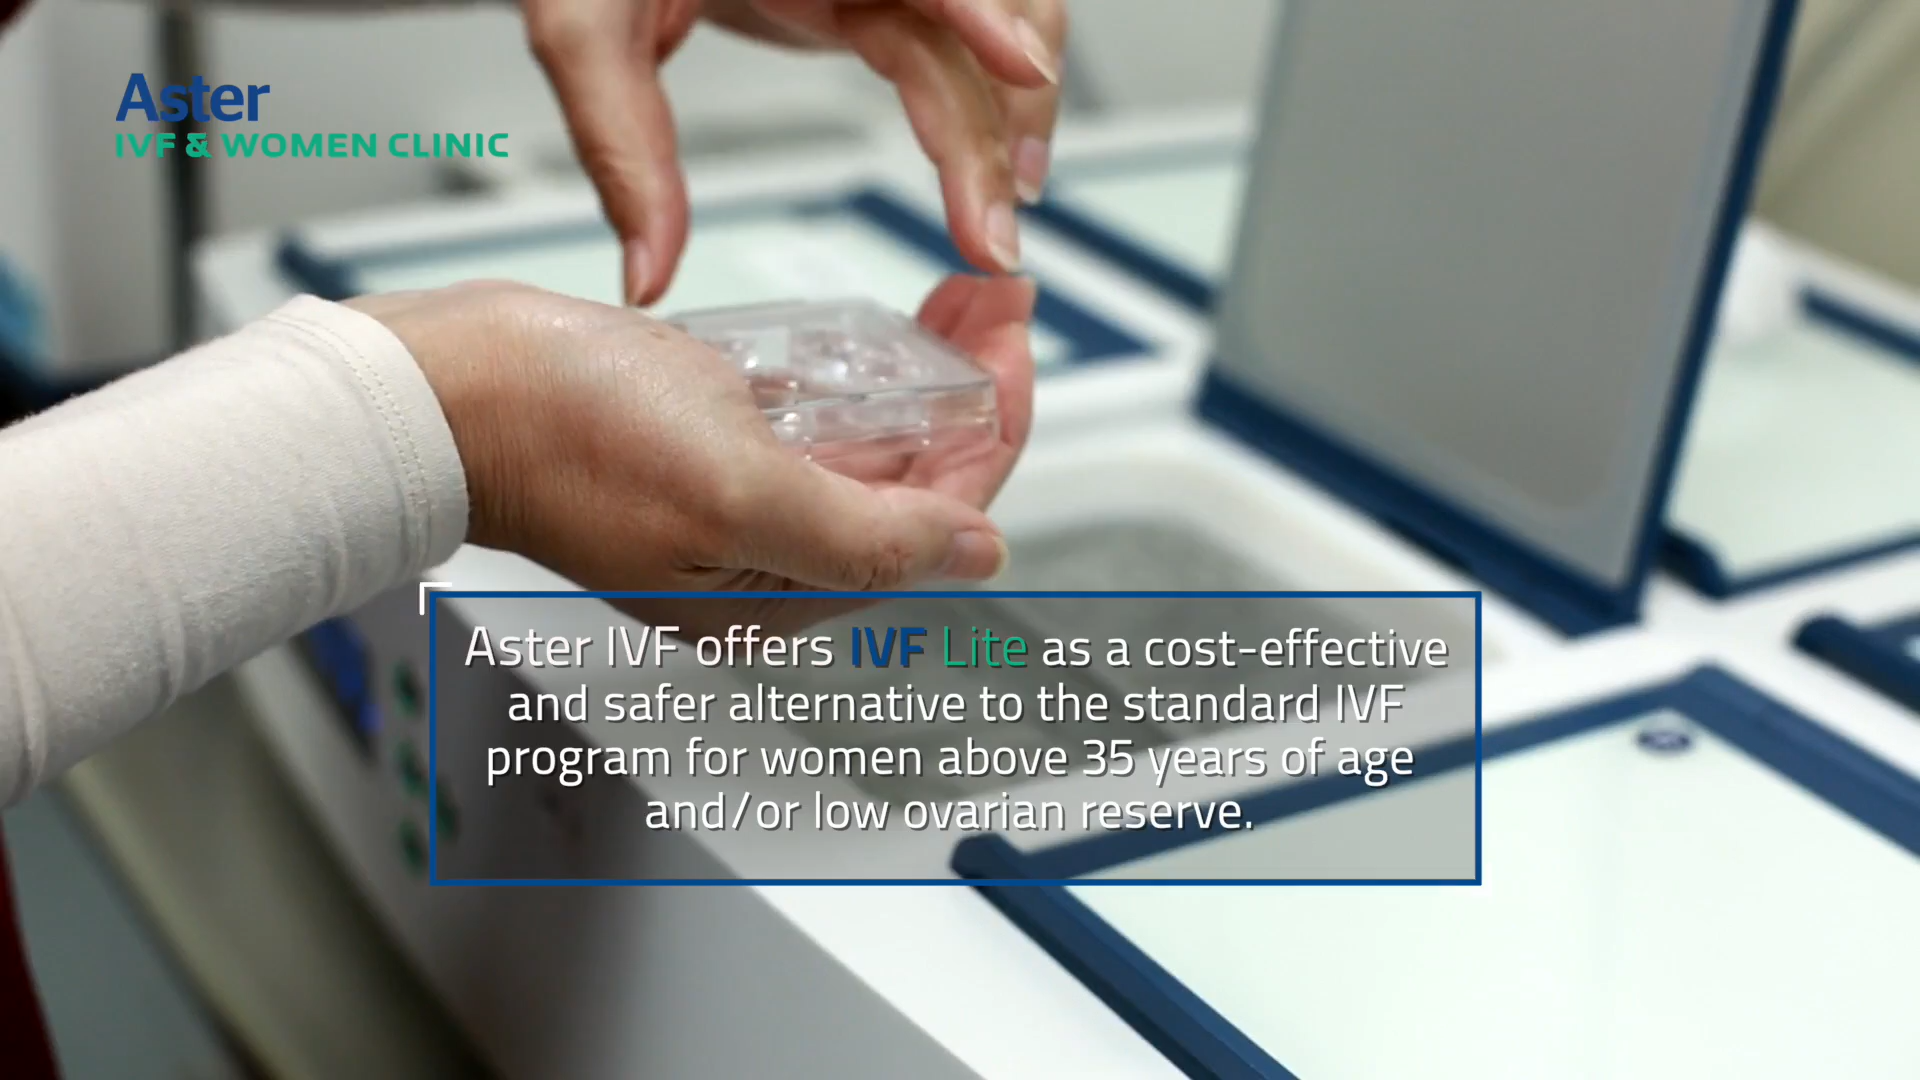 Aster
IVF & WOMEN CLINIC
Aster IVF offers IVF Lite as a cost-effective
and safer alternative to the standard IVF
program for women above 35 years of age
and/or low ovarian reserve.